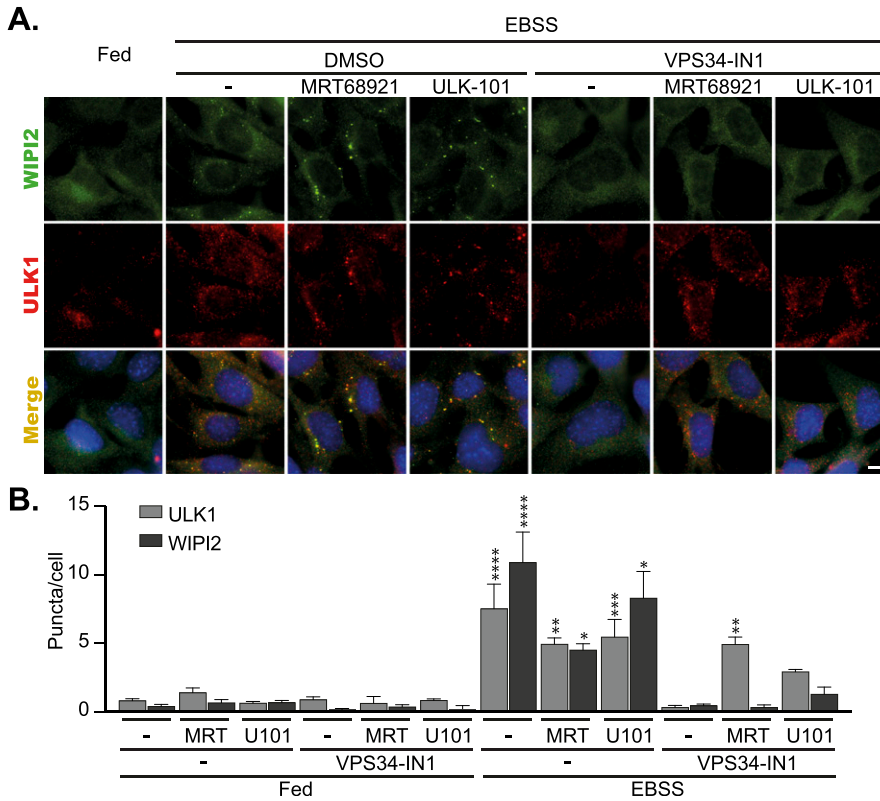 A.
EBSS
Fed
DMSO
VPS34-IN1
- MRT68921 ULK-101 - MRT68921 ULK-101
WIPI2
ULK1
Merge
B.
15
10
5
0
Puncta/cell
ULK1
WIPI2
**** ****
** *
*** *
**
- MRT U101 - MRT U101 - MRT U101 - MRT U101
- VPS34-IN1 - VPS34-IN1
Fed EBSS